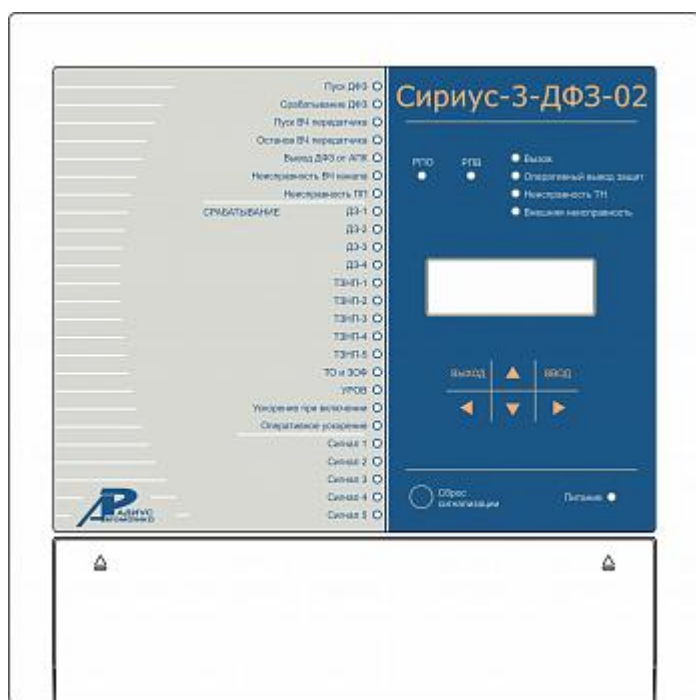 Пуск ДФЗ
Срабатывание ДФЗ
Пуск ВЧ передатчика
Останов ВЧ передатчика
Вывод ДФЗ от АПК
Неисправность ВЧ канала
Неисправность ПП
СРАБАТЫВАНИЕ ДЗ-1
ДЗ-2
ДЗ-3
ДЗ-4
ТЗНП-1
ТЗНП-2
ТЗНП-3
ТЗНП-4
ТЗНП-5
ТО и ЗОФ
УРОВ
Ускорение при включении
Оперативное ускорение
Сигнал 1
Сигнал 2
Сигнал 3
Сигнал 4
Сигнал 5
РАДИУС
Автоматика
Сириус-3-ДФЗ-02
РПО РПВ
Вызов
Оперативный вывод защит
Неисправность ТН
Внешняя неисправность
ВЫХОД ВВОД
Сброс
сигнализации
Питание